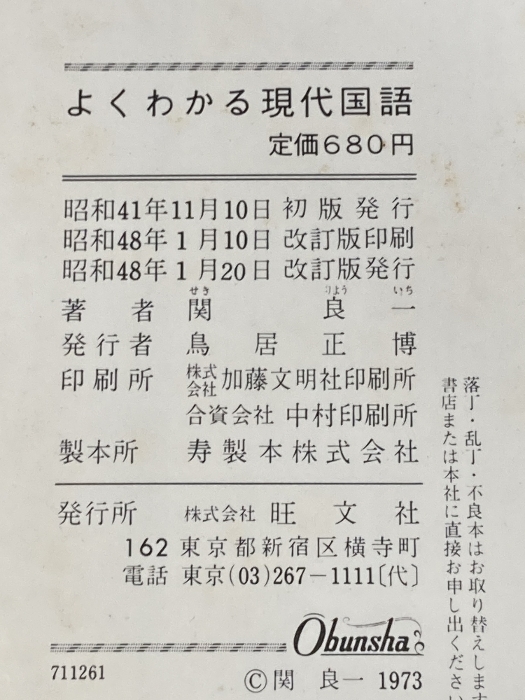 よくわかる現代国語
定価680円
昭和41年11月10日 初版発行
昭和48年 1月10日 改訂版印刷
昭和48年 1月20日 改訂版発行
せき りょう いち
著者 関 良 一
発行者 鳥居正博
印刷所 株式会社 加藤文明社印刷所
合資会社 中村印刷所
製本所 寿製本株式会社
発行所 株式会社 旺文社
162 東京都新宿区横寺町
電話 東京(03)267-1111〔代〕
Obunsha
711261
Ⓒ関 良一 1973
落丁・乱丁・不良本はお取り替えします
書店または本社に直接お申し出ください